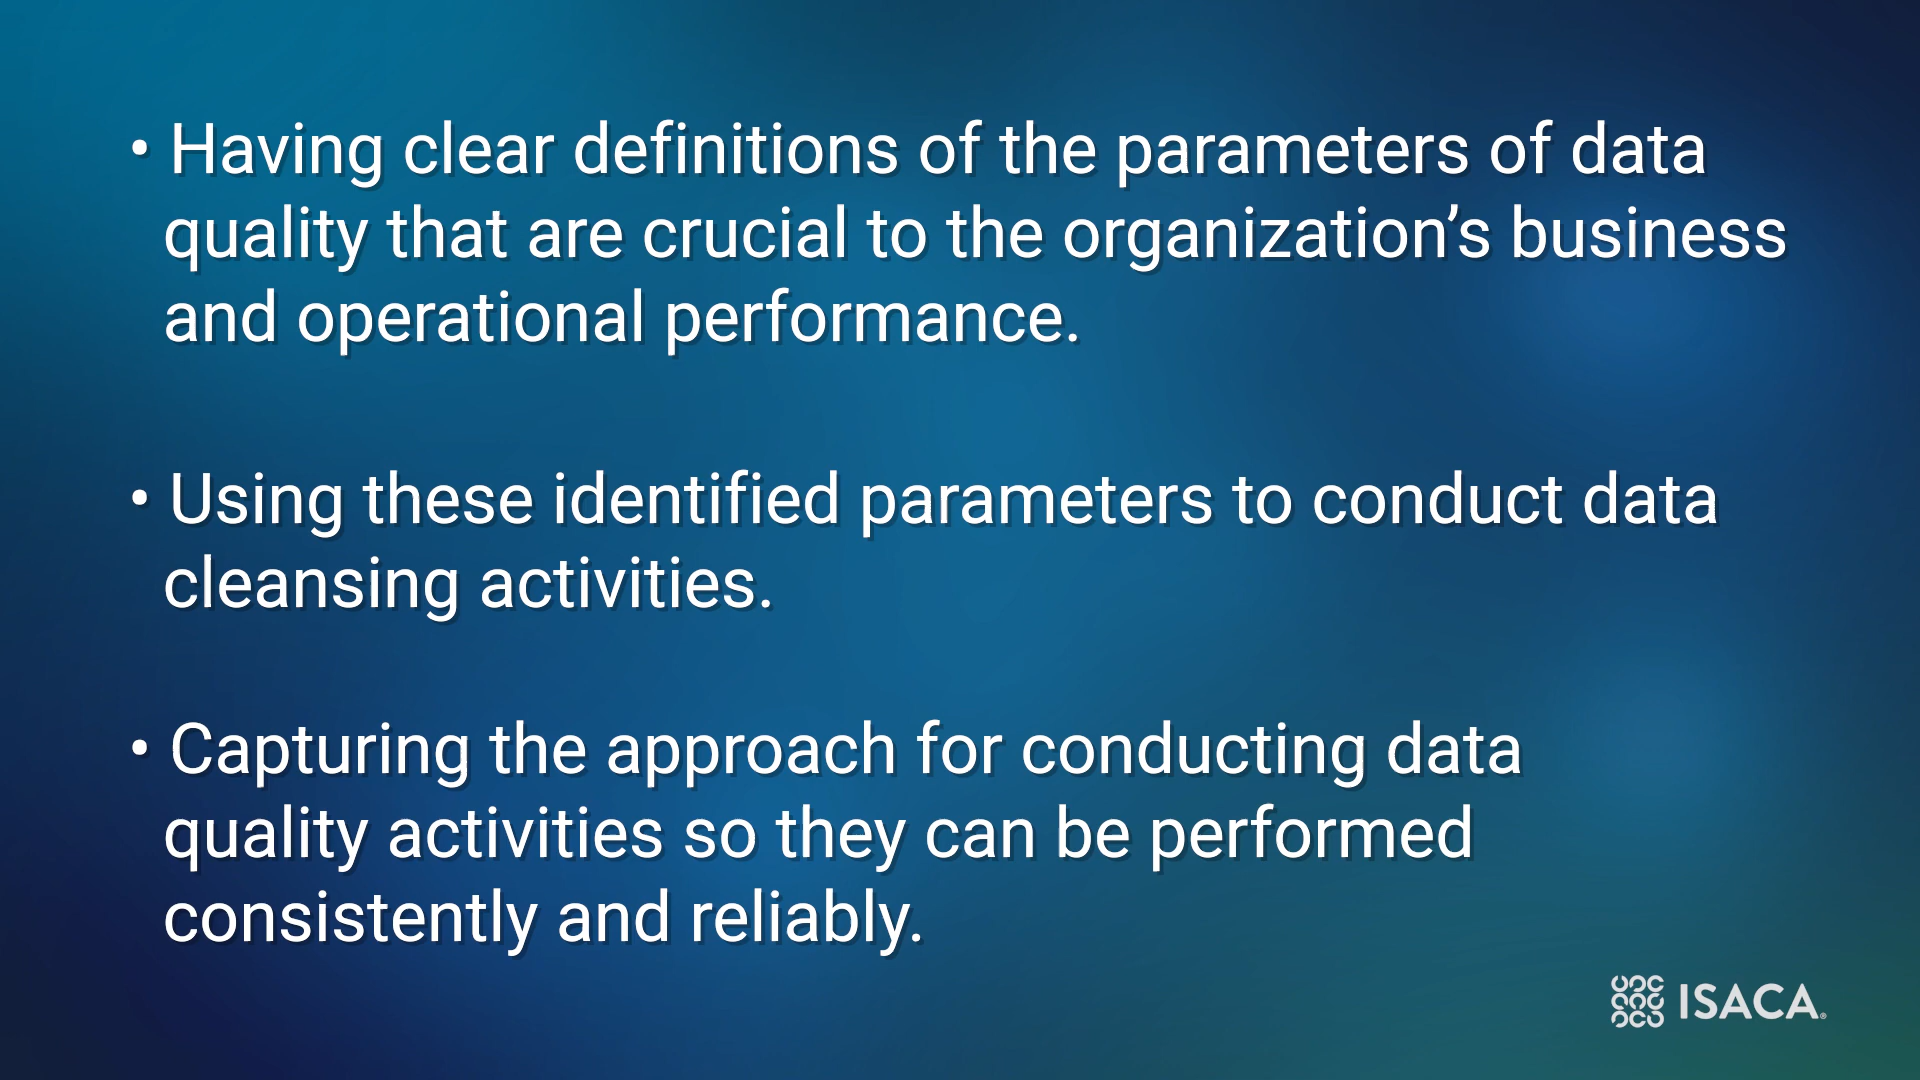 • Having clear definitions of the parameters of data
quality that are crucial to the organization’s business
and operational performance.
• Using these identified parameters to conduct data
cleansing activities.
• Capturing the approach for conducting data
quality activities so they can be performed
consistently and reliably.
ISACA®